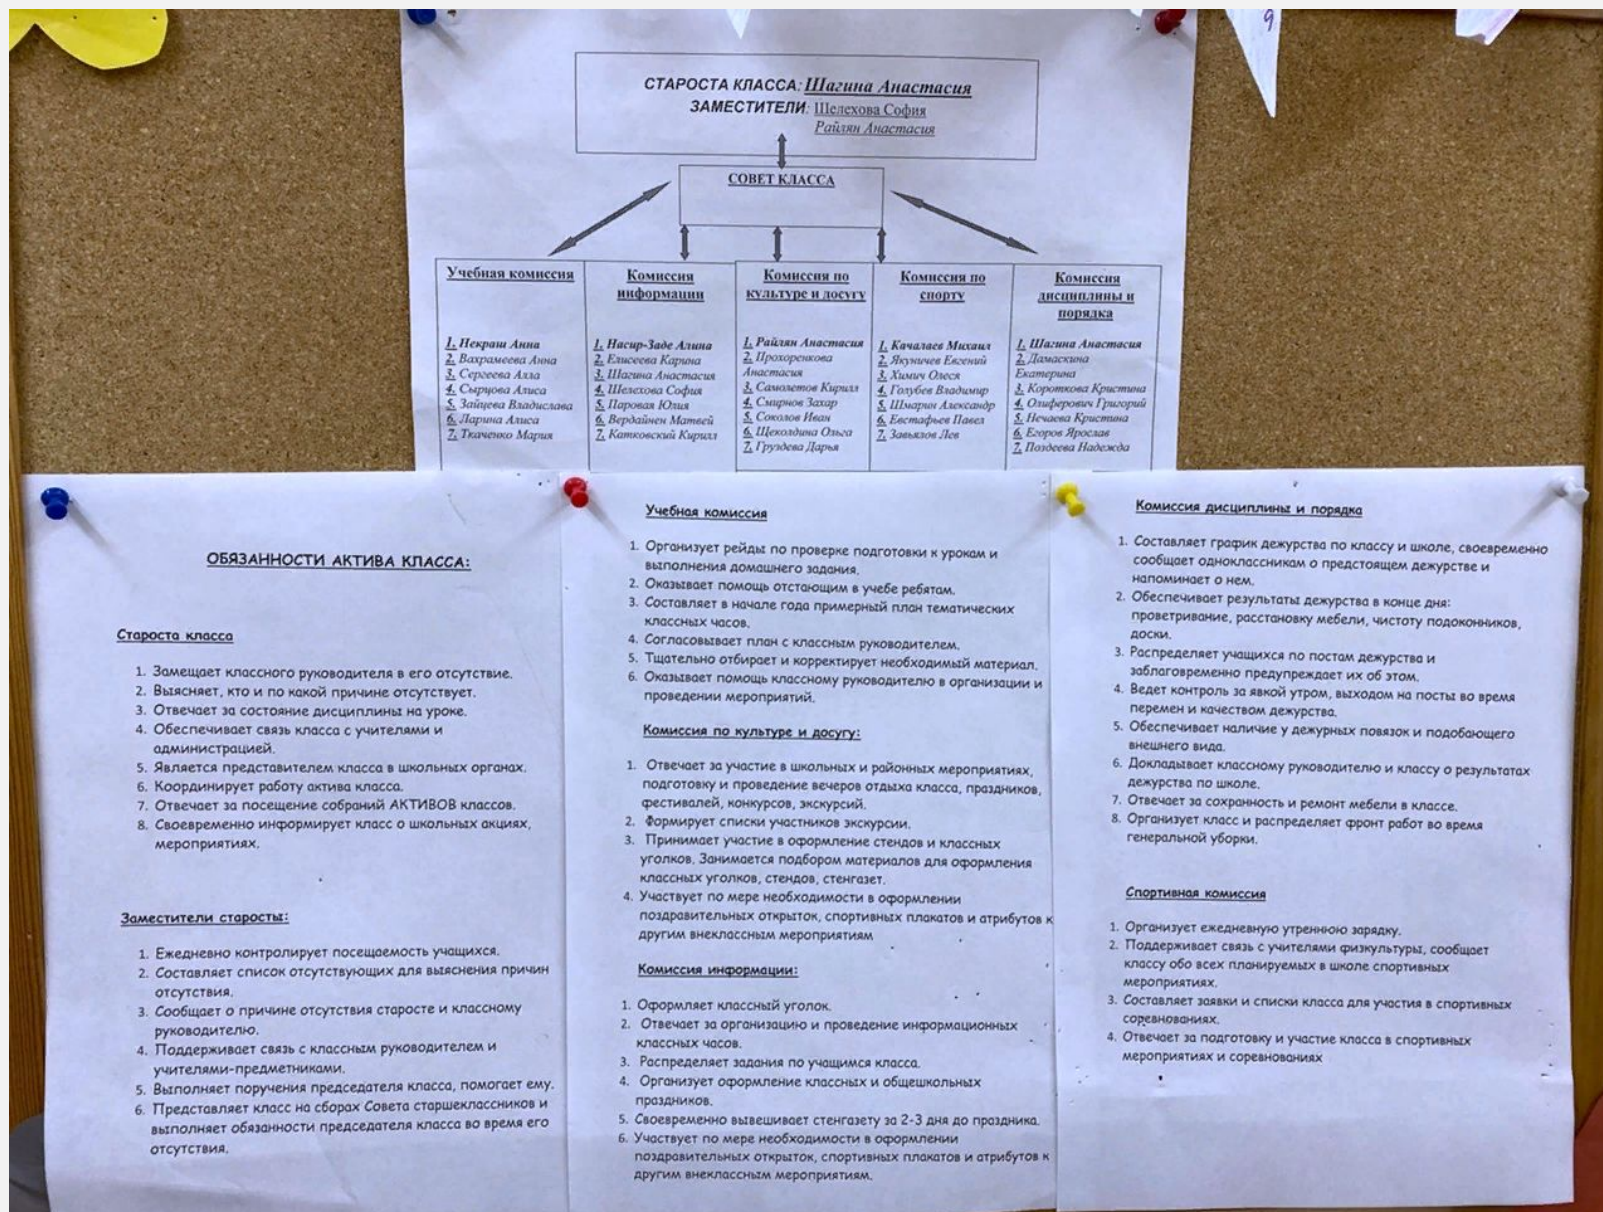 9
СТАРОСТА КЛАССА: Шагина Анастасия
ЗАМЕСТИТЕЛИ: Шелехова София
Райлян Анастасия
СОВЕТ КЛАССА
Учебная комиссия
1. Некраш Анна
2. Вахрамеева Анна
3. Сергеева Алла
4. Сырцова Алиса
5. Зайцева Владислава
6. Ларина Алиса
7. Ткаченко Мария
Комиссия
информации
1. Насир-Заде Алина
2. Елисеева Карина
3. Шагина Анастасия
4. Шелехова София
5. Паровая Юлия
6. Вердайнен Матвей
7. Катковский Кирилл
Комиссия по
культуре и досугу
1. Райлян Анастасия
2. Прохоренкова
Анастасия
3. Самолетов Кирилл
4. Смирнов Захар
5. Соколов Иван
6. Щеколдина Ольга
7. Груздева Дарья
Комиссия по
спорту
1. Качалаев Михаил
2. Якуничев Евгений
3. Химич Олеся
4. Голубев Владимир
5. Шмарин Александр
6. Евстафьев Павел
7. Завьялов Лев
Комиссия
дисциплины и
порядка
1. Шагина Анастасия
2. Дамаскина
Екатерина
3. Короткова Кристина
4. Олиферович Григорий
5. Нечаева Кристина
6. Егоров Ярослав
7. Поздеева Надежда
ОБЯЗАННОСТИ АКТИВА КЛАССА:
Староста класса
1. Замещает классного руководителя в его отсутствие.
2. Выясняет, кто и по какой причине отсутствует.
3. Отвечает за состояние дисциплины на уроке.
4. Обеспечивает связь класса с учителями и
администрацией.
5. Является представителем класса в школьных органах.
6. Координирует работу актива класса.
7. Отвечает за посещение собраний АКТИВОВ классов.
8. Своевременно информирует класс о школьных акциях,
мероприятиях.
Заместители старосты:
1. Ежедневно контролирует посещаемость учащихся.
2. Составляет список отсутствующих для выяснения причин
отсутствия.
3. Сообщает о причине отсутствия старосте и классному
руководителю.
4. Поддерживает связь с классным руководителем и
учителями-предметниками.
5. Выполняет поручения председателя класса, помогает ему.
6. Представляет класс на сборах Совета старшеклассников и
выполняет обязанности председателя класса во время его
отсутствия.
Учебная комиссия
1. Организует рейды по проверке подготовки к урокам и
выполнения домашнего задания.
2. Оказывает помощь отстающим в учебе ребятам.
3. Составляет в начале года примерный план тематических
классных часов.
4. Согласовывает план с классным руководителем.
5. Тщательно отбирает и корректирует необходимый материал.
6. Оказывает помощь классному руководителю в организации и
проведении мероприятий.
Комиссия по культуре и досугу:
1. Отвечает за участие в школьных и районных мероприятиях,
подготовку и проведение вечеров отдыха класса, праздников,
фестивалей, конкурсов, экскурсий.
2. Формирует списки участников экскурсии.
3. Принимает участие в оформление стендов и классных
уголков. Занимается подбором материалов для оформления
классных уголков, стендов, стенгазет.
4. Участвует по мере необходимости в оформлении
поздравительных открыток, спортивных плакатов и атрибутов к
другим внеклассным мероприятиям
Комиссия информации:
1. Оформляет классный уголок.
2. Отвечает за организацию и проведение информационных
классных часов.
3. Распределяет задания по учащимся класса.
4. Организует оформление классных и общешкольных
праздников.
5. Своевременно вывешивает стенгазету за 2-3 дня до праздника.
6. Участвует по мере необходимости в оформлении
поздравительных открыток, спортивных плакатов и атрибутов к
другим внеклассным мероприятиям.
Комиссия дисциплины и порядка
1. Составляет график дежурства по классу и школе, своевременно
сообщает одноклассникам о предстоящем дежурстве и
напоминает о нем.
2. Обеспечивает результаты дежурства в конце дня:
проветривание, расстановку мебели, чистоту подоконников,
доски.
3. Распределяет учащихся по постам дежурства и
заблаговременно предупреждает их об этом.
4. Ведет контроль за явкой утром, выходом на посты во время
перемен и качеством дежурства.
5. Обеспечивает наличие у дежурных повязок и подобающего
внешнего вида.
6. Докладывает классному руководителю и классу о результатах
дежурства по школе.
7. Отвечает за сохранность и ремонт мебели в классе.
8. Организует класс и распределяет фронт работ во время
генеральной уборки.
Спортивная комиссия
1. Организует ежедневную утреннюю зарядку.
2. Поддерживает связь с учителями физкультуры, сообщает
классу обо всех планируемых в школе спортивных
мероприятиях.
3. Составляет заявки и списки класса для участия в спортивных
соревнованиях.
4. Отвечает за подготовку и участие класса в спортивных
мероприятиях и соревнованиях